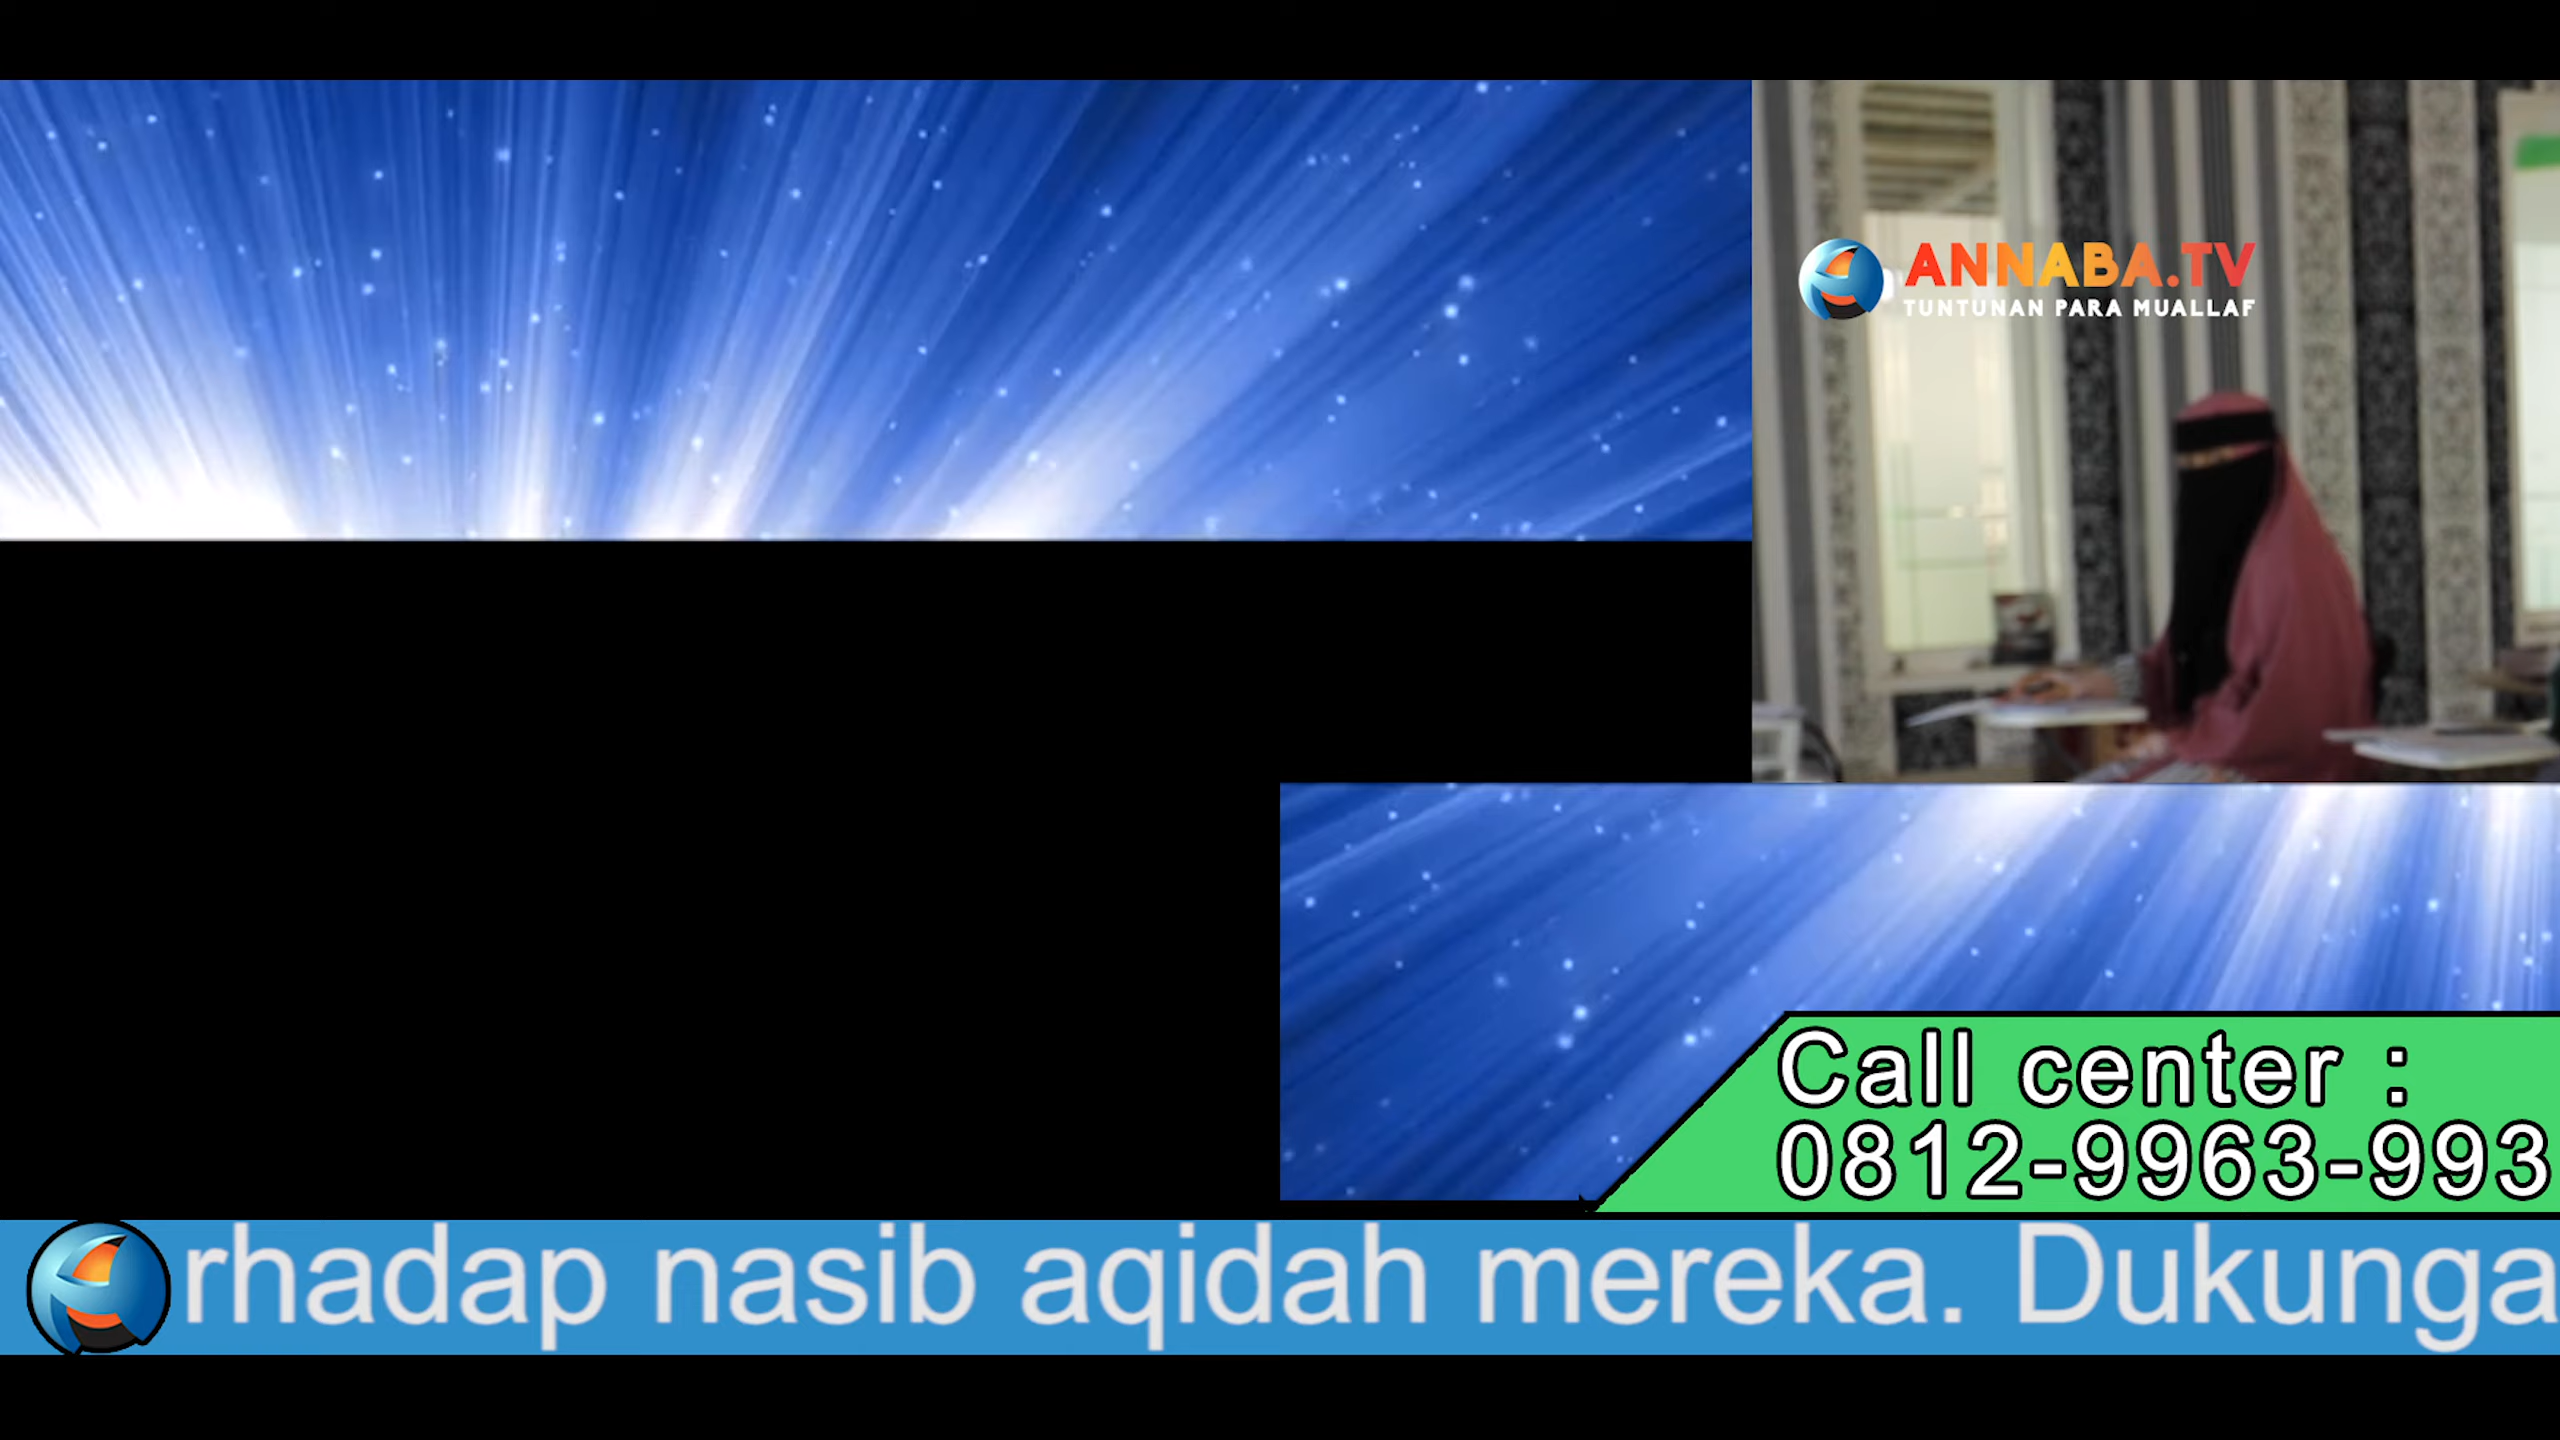 ANNABA.TV
TUNTUNAN PARA MUALLAF
Call center :
0812-9963-993
rhadap nasib aqidah mereka. Dukunga